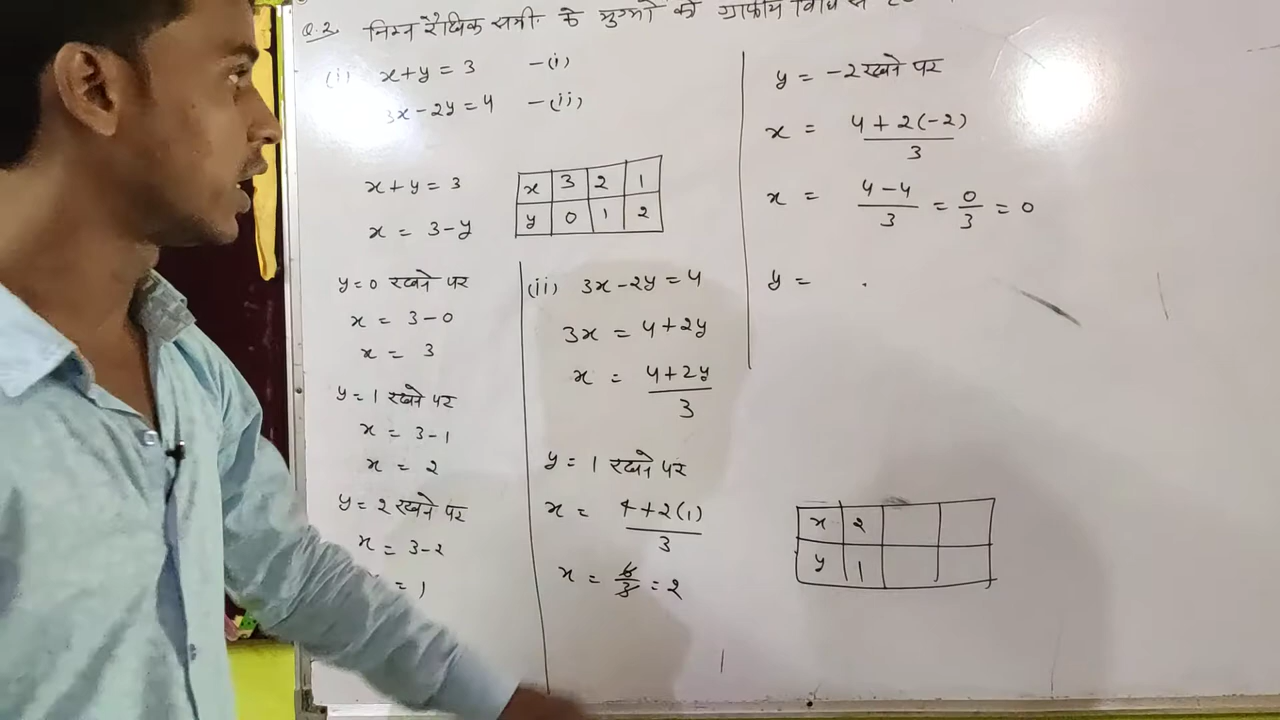 Q.2. निम्न रैखिक समी. के युग्मों को ग्राफीय विधि से
(i) x+y = 3 -(i)
3x-2y = 4 -(ii)
x+y = 3
x = 3-y
x 3 2 1
y 0 1 2
y=0 रखने पर
x = 3-0
x = 3
y=1 रखने पर
x = 3-1
x = 2
y=2 रखने पर
x = 3-2
= 1
(ii) 3x-2y = 4
3x = 4+2y
x = 4+2y/3
y = 1 रखने पर
x = 4+2(1)/3
x = 6/3 = 2
y = -2 रखने पर
x = 4+2(-2)/3
x = 4-4/3 = 0/3 = 0
y =
x 2
y 1